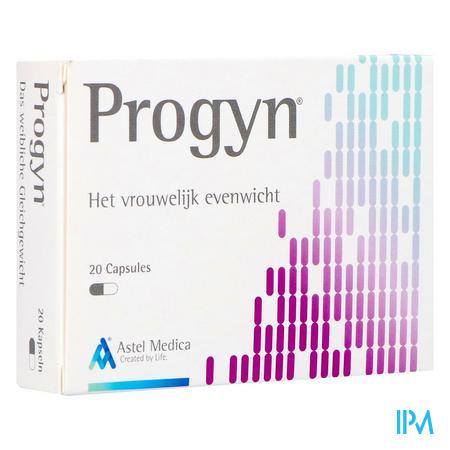 Progyn®
Het vrouwelijk evenwicht
20 Capsules
Astel Medica
Created by Life.
Progyn®
Das weibliche Gleichgewicht
20 Kapseln
IPM